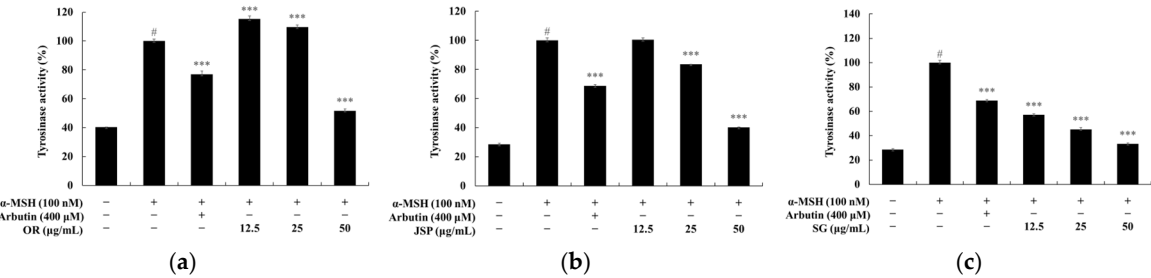 120
100
80
60
40
20
0
Tyrosinase activity (%)
#
***
***
***
***
α-MSH (100 nM) − + + + + +
Arbutin (400 μM) − − + − − −
OR (μg/mL) − − − 12.5 25 50
(a)
120
100
80
60
40
20
0
Tyrosinase activity (%)
#
***
***
***
α-MSH (100 nM) − + + + + +
Arbutin (400 μM) − − + − − −
JSP (μg/mL) − − − 12.5 25 50
(b)
140
120
100
80
60
40
20
0
Tyrosinase activity (%)
#
***
***
***
***
α-MSH (100 nM) − + + + + +
Arbutin (400 μM) − − + − − −
SG (μg/mL) − − − 12.5 25 50
(c)